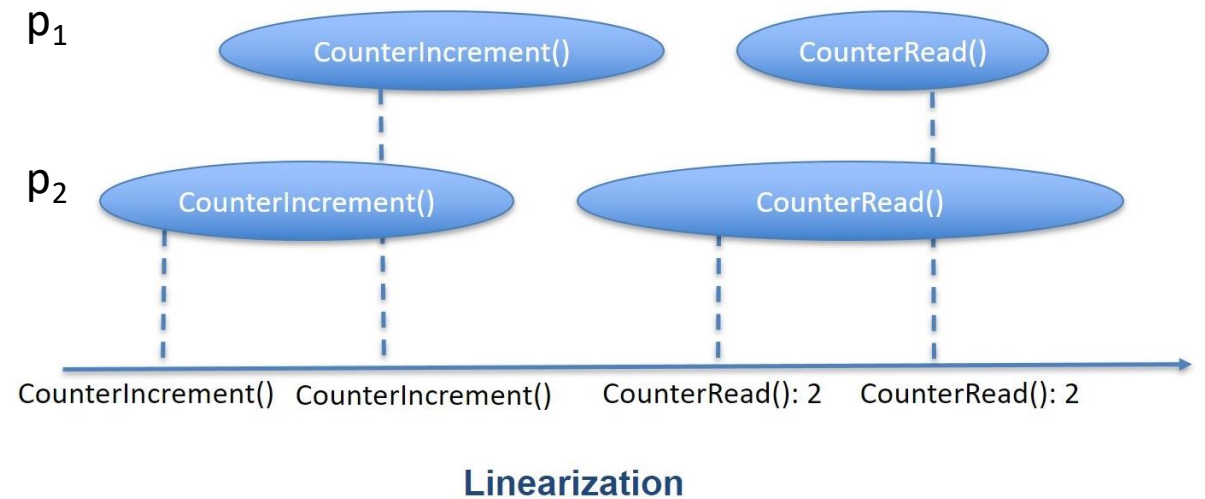 p₁ CounterIncrement() CounterRead()
p₂ CounterIncrement() CounterRead()
CounterIncrement() CounterIncrement() CounterRead(): 2 CounterRead(): 2
Linearization